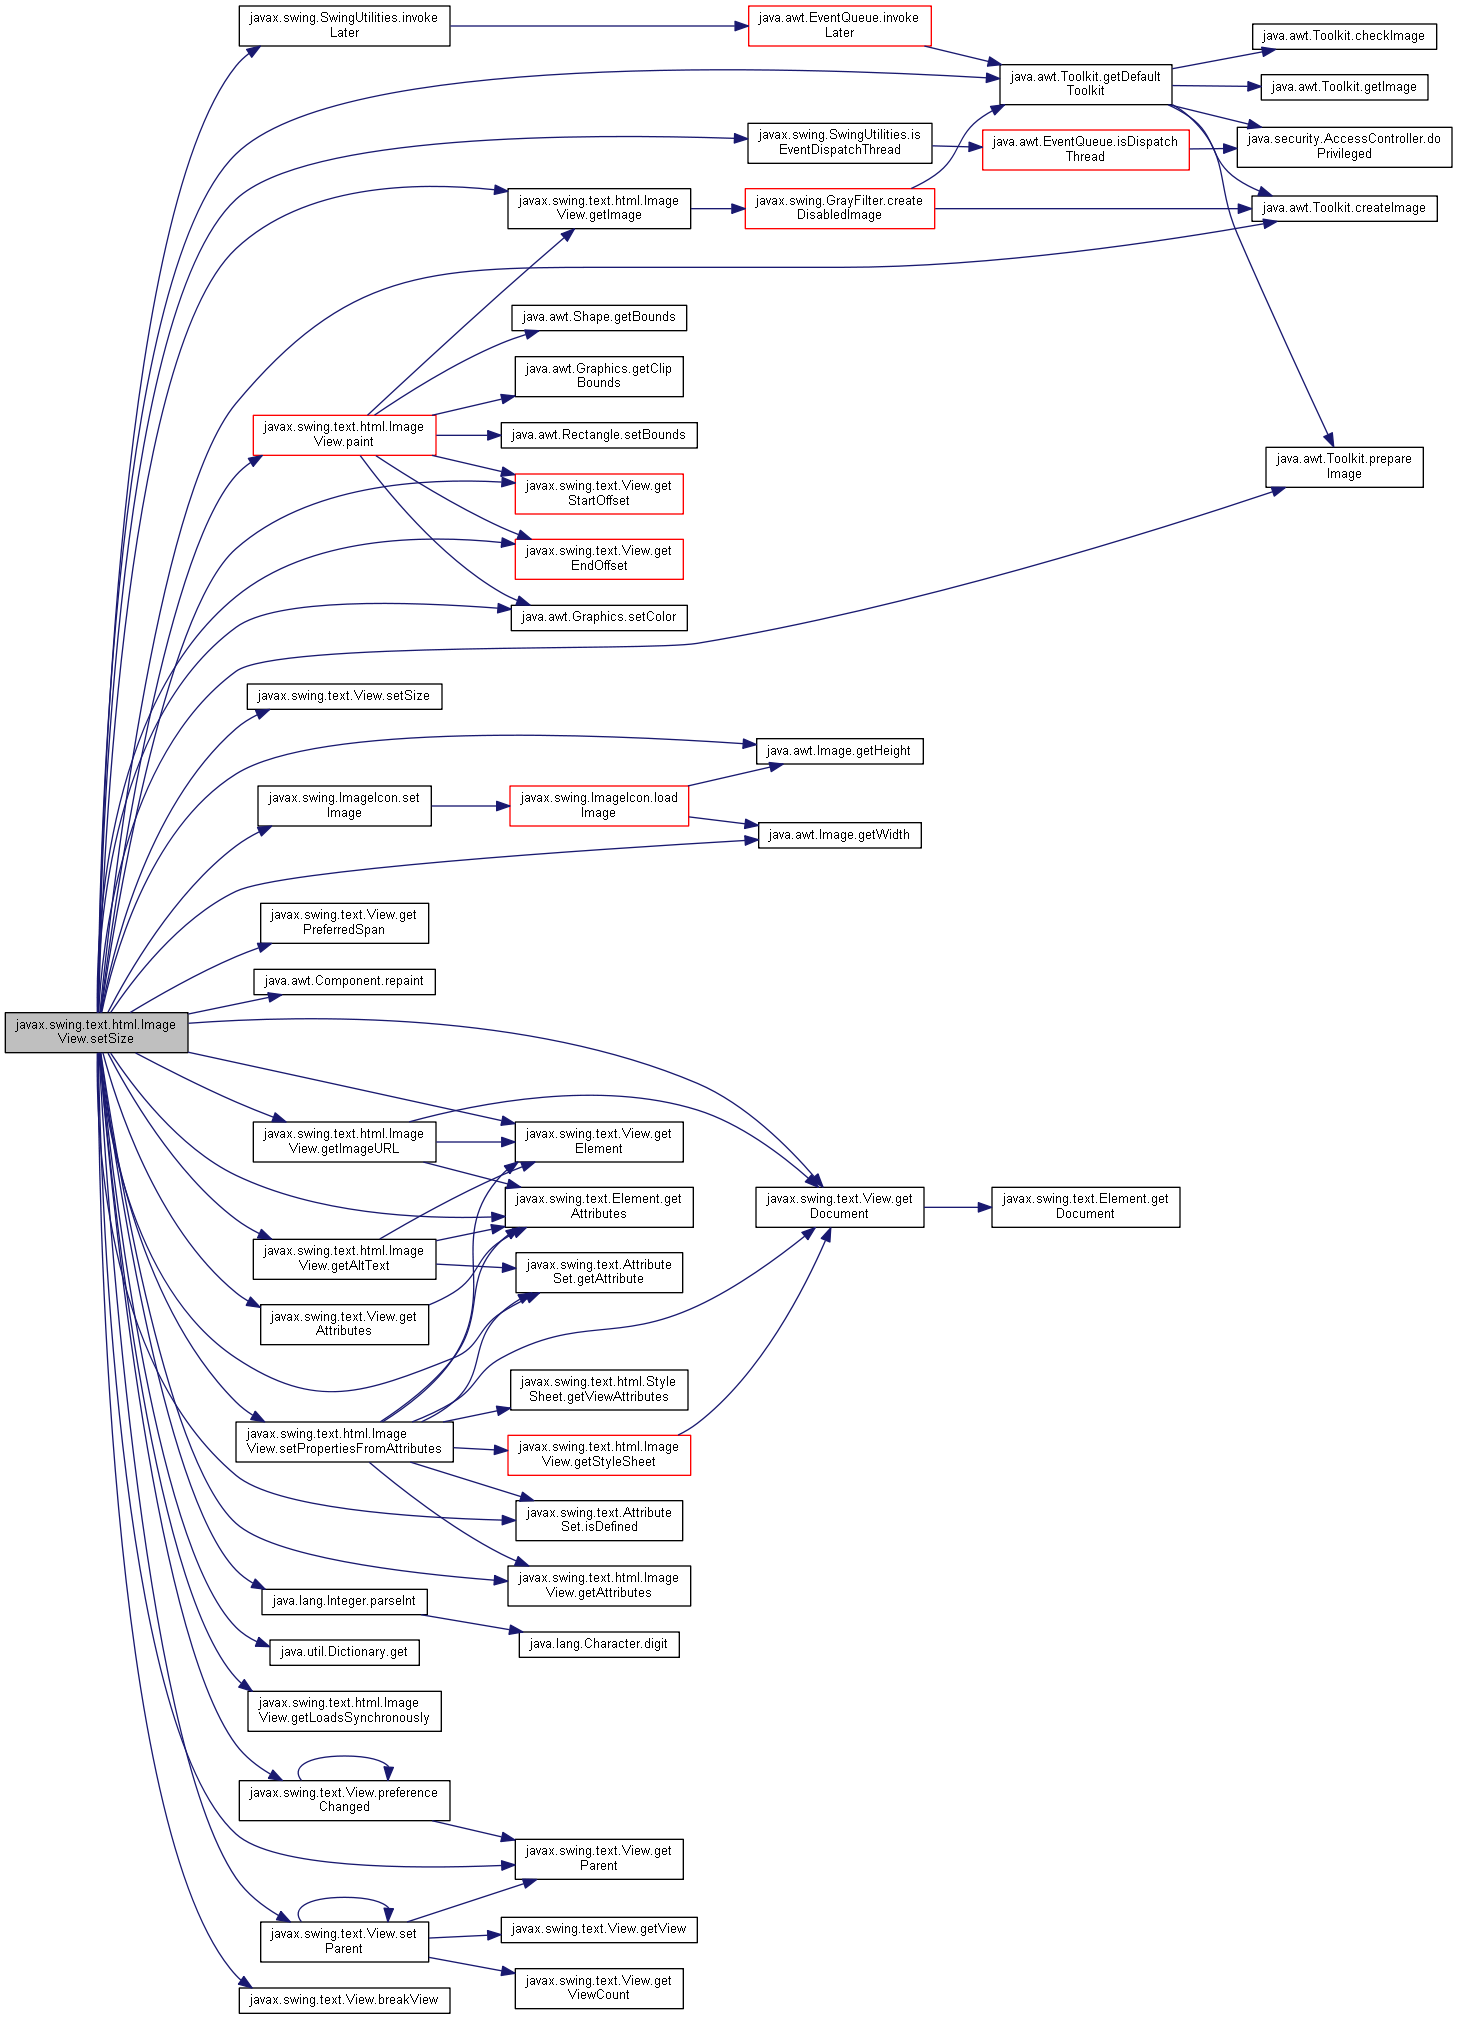 javax.swing.SwingUtilities.invoke
Later
java.awt.EventQueue.invoke
Later
java.awt.Toolkit.checkImage
java.awt.Toolkit.getDefault
Toolkit
java.awt.Toolkit.getImage
javax.swing.SwingUtilities.is
EventDispatchThread
java.awt.EventQueue.isDispatch
Thread
java.security.AccessController.do
Privileged
javax.swing.text.html.Image
View.getImage
javax.swing.GrayFilter.create
DisabledImage
java.awt.Toolkit.createImage
java.awt.Shape.getBounds
java.awt.Graphics.getClip
Bounds
javax.swing.text.html.Image
View.paint
java.awt.Rectangle.setBounds
java.awt.Toolkit.prepare
Image
javax.swing.text.View.get
StartOffset
javax.swing.text.View.get
EndOffset
java.awt.Graphics.setColor
javax.swing.text.View.setSize
java.awt.Image.getHeight
javax.swing.ImageIcon.set
Image
javax.swing.ImageIcon.load
Image
java.awt.Image.getWidth
javax.swing.text.View.get
PreferredSpan
java.awt.Component.repaint
javax.swing.text.html.Image
View.setSize
javax.swing.text.html.Image
View.getImageURL
javax.swing.text.View.get
Element
javax.swing.text.Element.get
Attributes
javax.swing.text.View.get
Document
javax.swing.text.Element.get
Document
javax.swing.text.html.Image
View.getAltText
javax.swing.text.Attribute
Set.getAttribute
javax.swing.text.View.get
Attributes
javax.swing.text.html.Style
Sheet.getViewAttributes
javax.swing.text.html.Image
View.setPropertiesFromAttributes
javax.swing.text.html.Image
View.getStyleSheet
javax.swing.text.Attribute
Set.isDefined
javax.swing.text.html.Image
View.getAttributes
java.lang.Integer.parseInt
java.lang.Character.digit
java.util.Dictionary.get
javax.swing.text.html.Image
View.getLoadsSynchronously
javax.swing.text.View.preference
Changed
javax.swing.text.View.get
Parent
javax.swing.text.View.set
Parent
javax.swing.text.View.getView
javax.swing.text.View.get
ViewCount
javax.swing.text.View.breakView